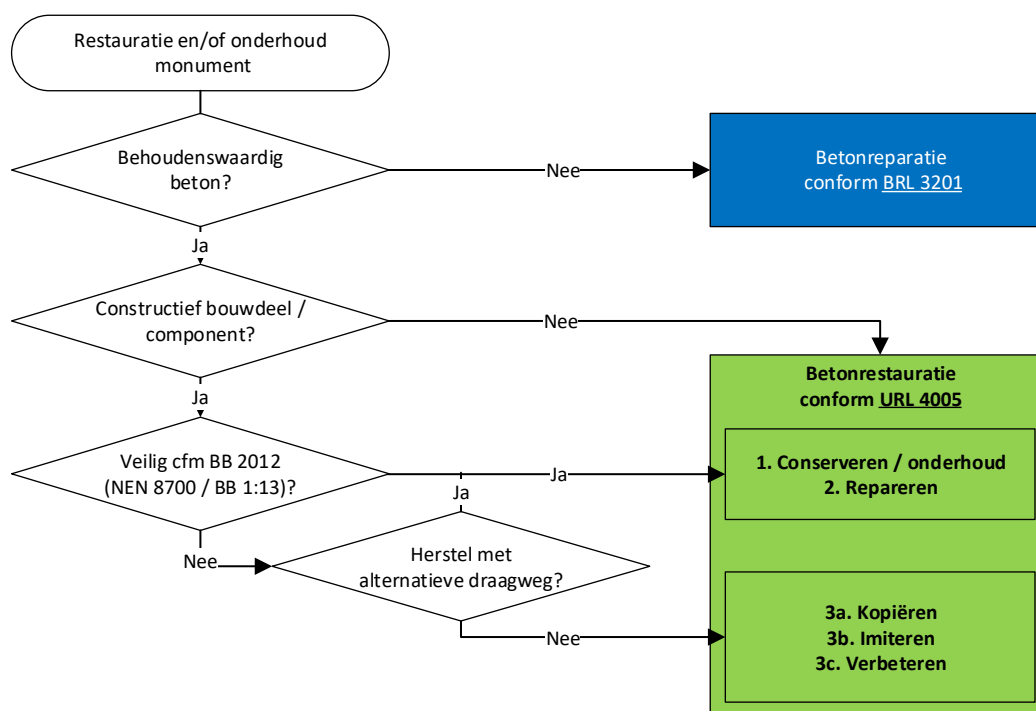 Restauratie en/of onderhoud
monument
Behoudenswaardig
beton?
Nee
Betonreparatie
conform BRL 3201
Ja
Constructief bouwdeel /
component?
Nee
Betonrestauratie
conform URL 4005
Ja
Veilig cfm BB 2012
(NEN 8700 / BB 1:13)?
Ja
1. Conserveren / onderhoud
2. Repareren
Ja
Nee
Herstel met
alternatieve draagweg?
Nee
3a. Kopiëren
3b. Imiteren
3c. Verbeteren